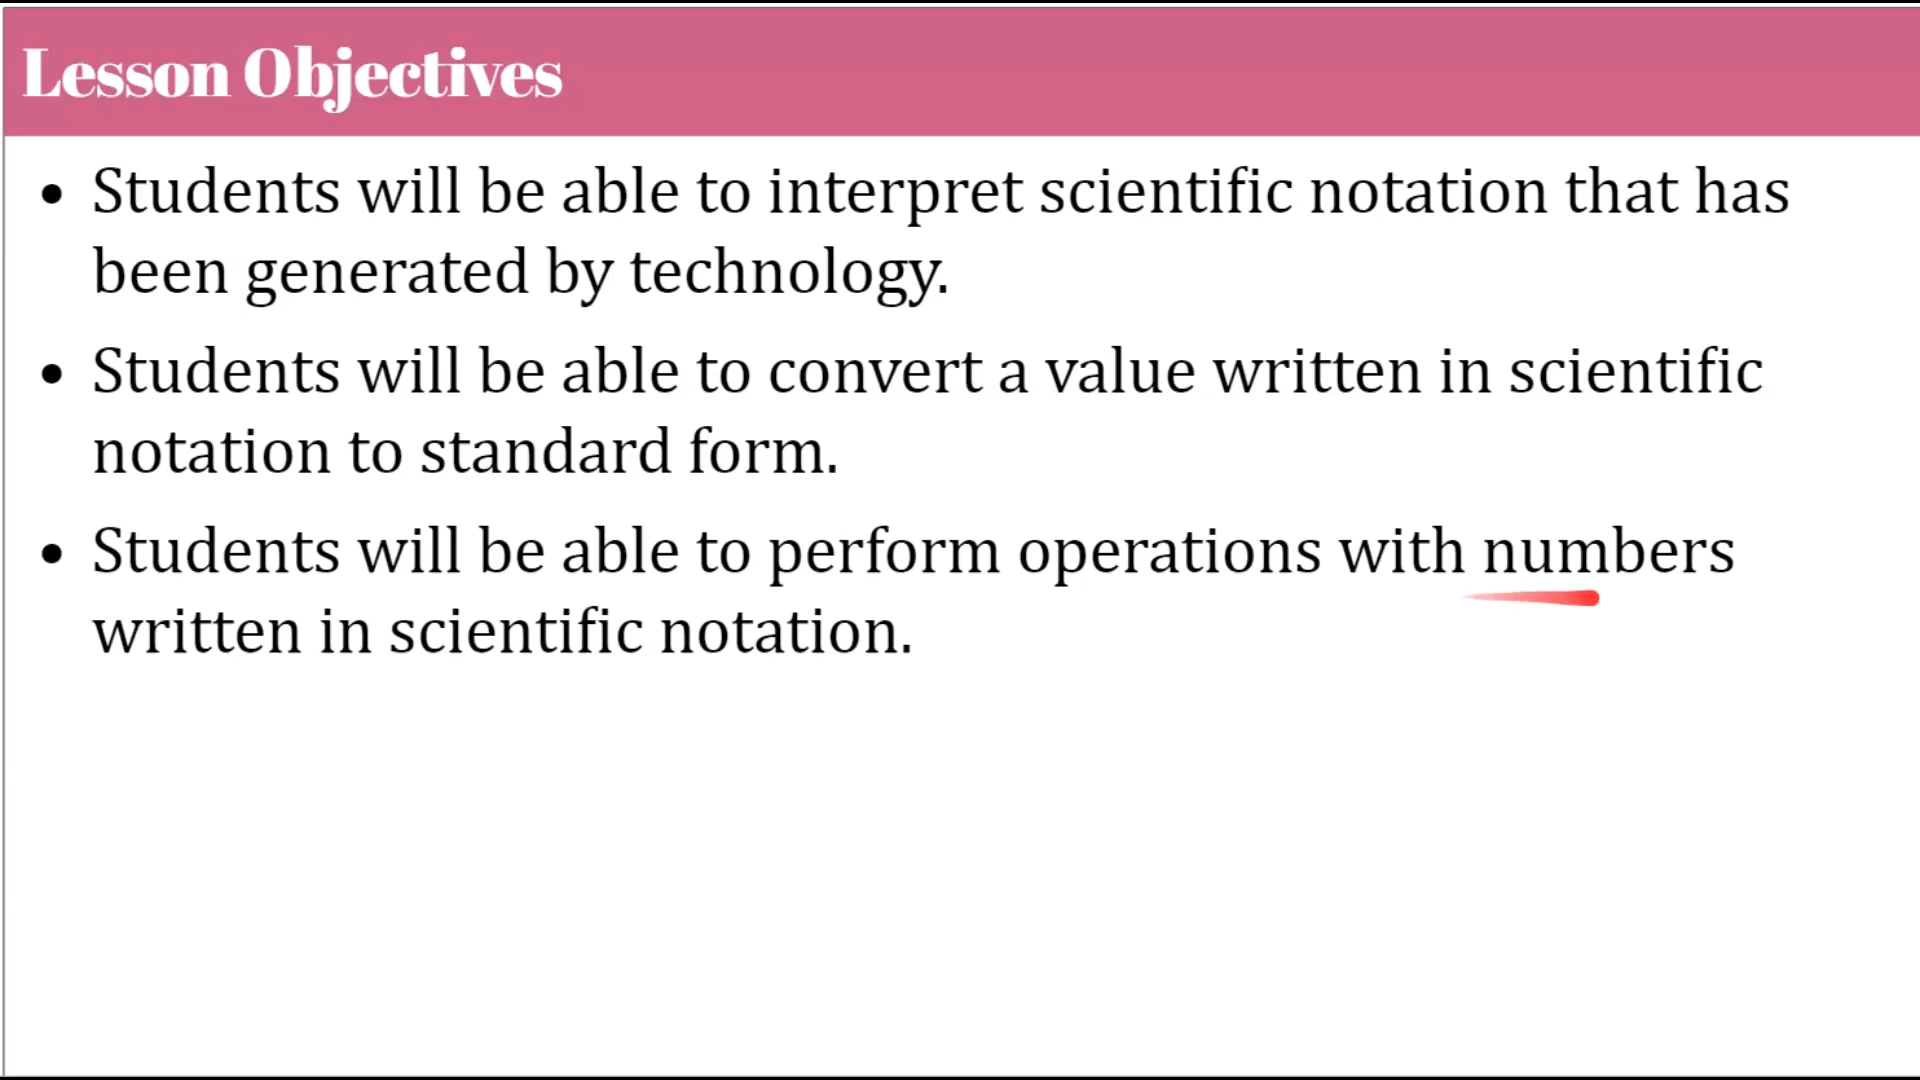 Lesson Objectives
• Students will be able to interpret scientific notation that has
been generated by technology.
• Students will be able to convert a value written in scientific
notation to standard form.
• Students will be able to perform operations with numbers
written in scientific notation.